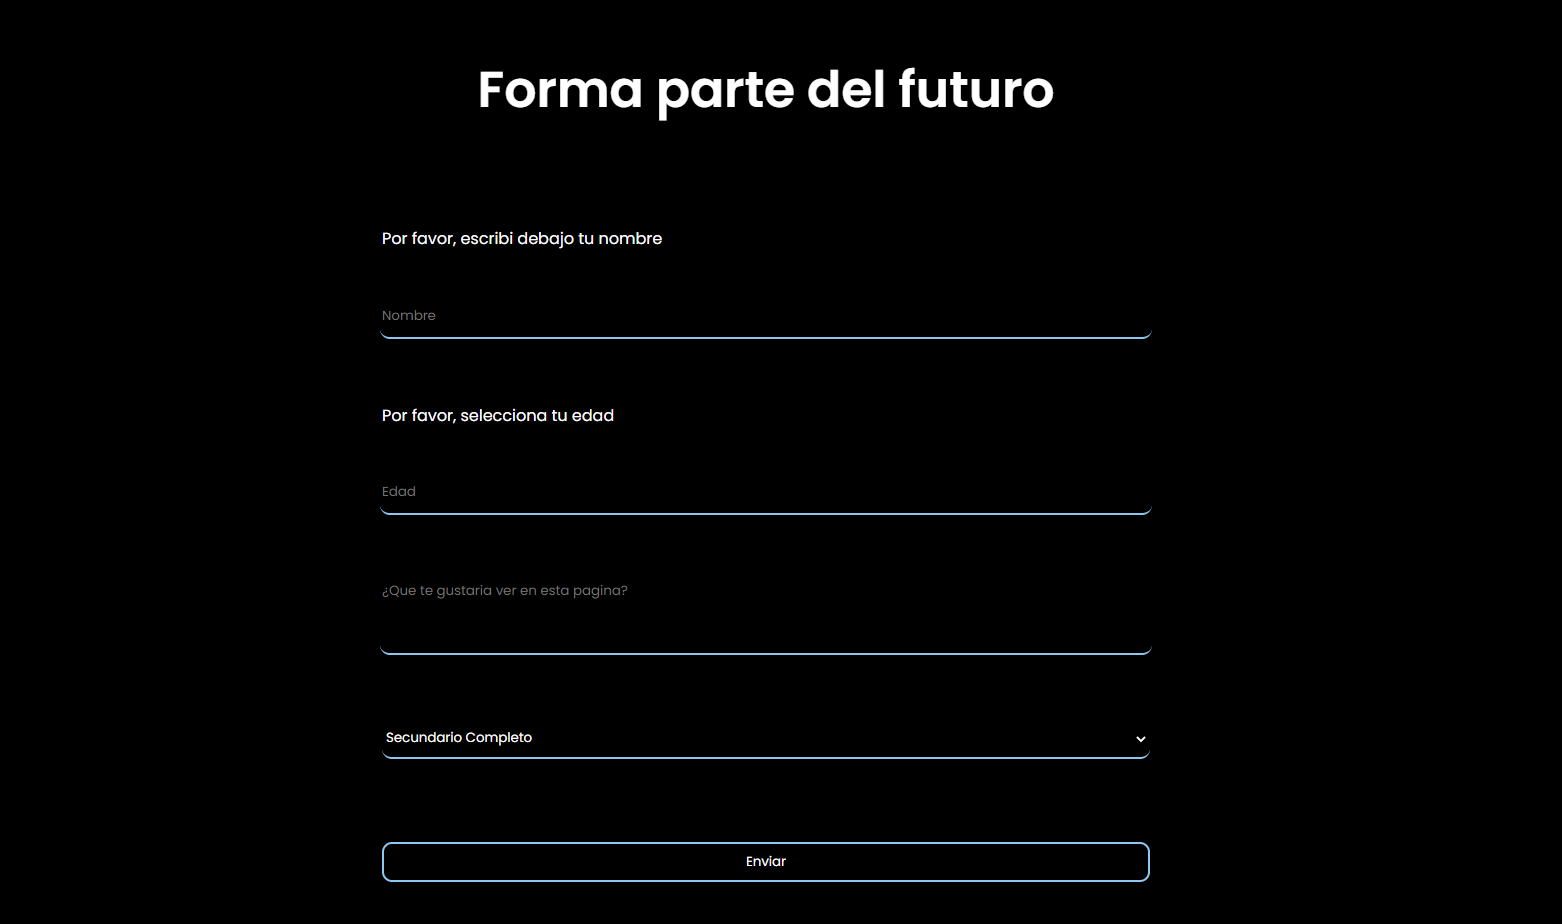 Forma parte del futuro
Por favor, escribi debajo tu nombre
Nombre
Por favor, selecciona tu edad
Edad
¿Que te gustaria ver en esta pagina?
Secundario Completo
Enviar